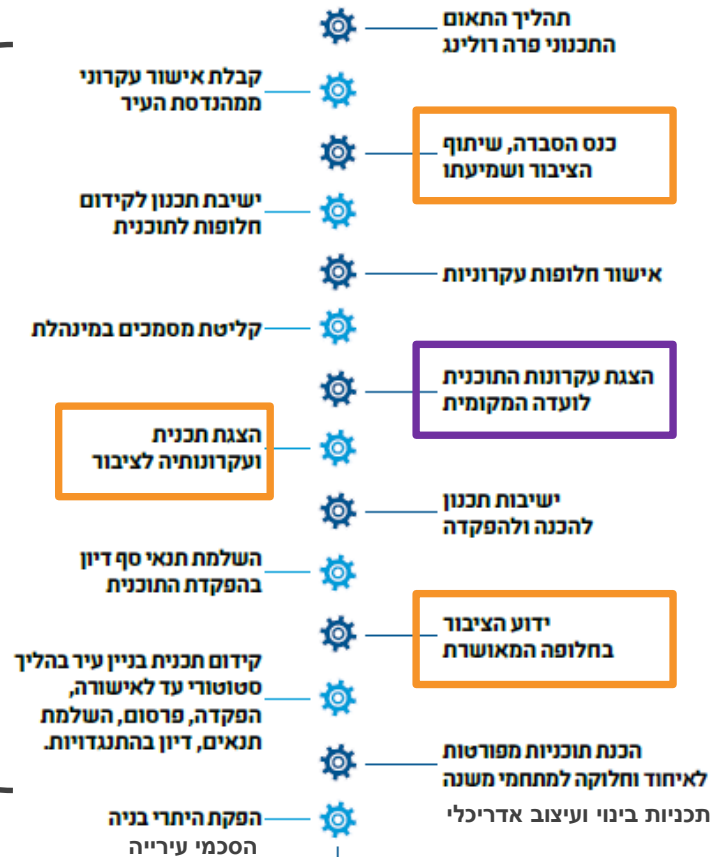 תהליך התאום
התכנוני פרה רולינג
קבלת אישור עקרוני
ממהנדסת העיר
כנס הסברה, שיתוף
הציבור ושמיעתו
ישיבת תכנון לקידום
חלופות לתוכנית
אישור חלופות עקרוניות
קליטת מסמכים במינהלת
הצגת עקרונות התוכנית
לועדה המקומית
הצגת תכנית
ועקרונותיה לציבור
ישיבות תכנון
להכנה ולהפקדה
השלמת תנאי סף דיון
בהפקדת התוכנית
ידוע הציבור
בחלופה המאושרת
קידום תכנית בניין עיר בהליך
סטוטורי עד לאישורה,
הפקדה, פרסום, השלמת
תנאים, דיון בהתנגדויות.
הכנת תוכניות מפורטות
לאיחוד וחלוקה למתחמי משנה
תכניות בינוי ועיצוב אדריכלי
הפקת היתרי בניה
הסכמי עירייה